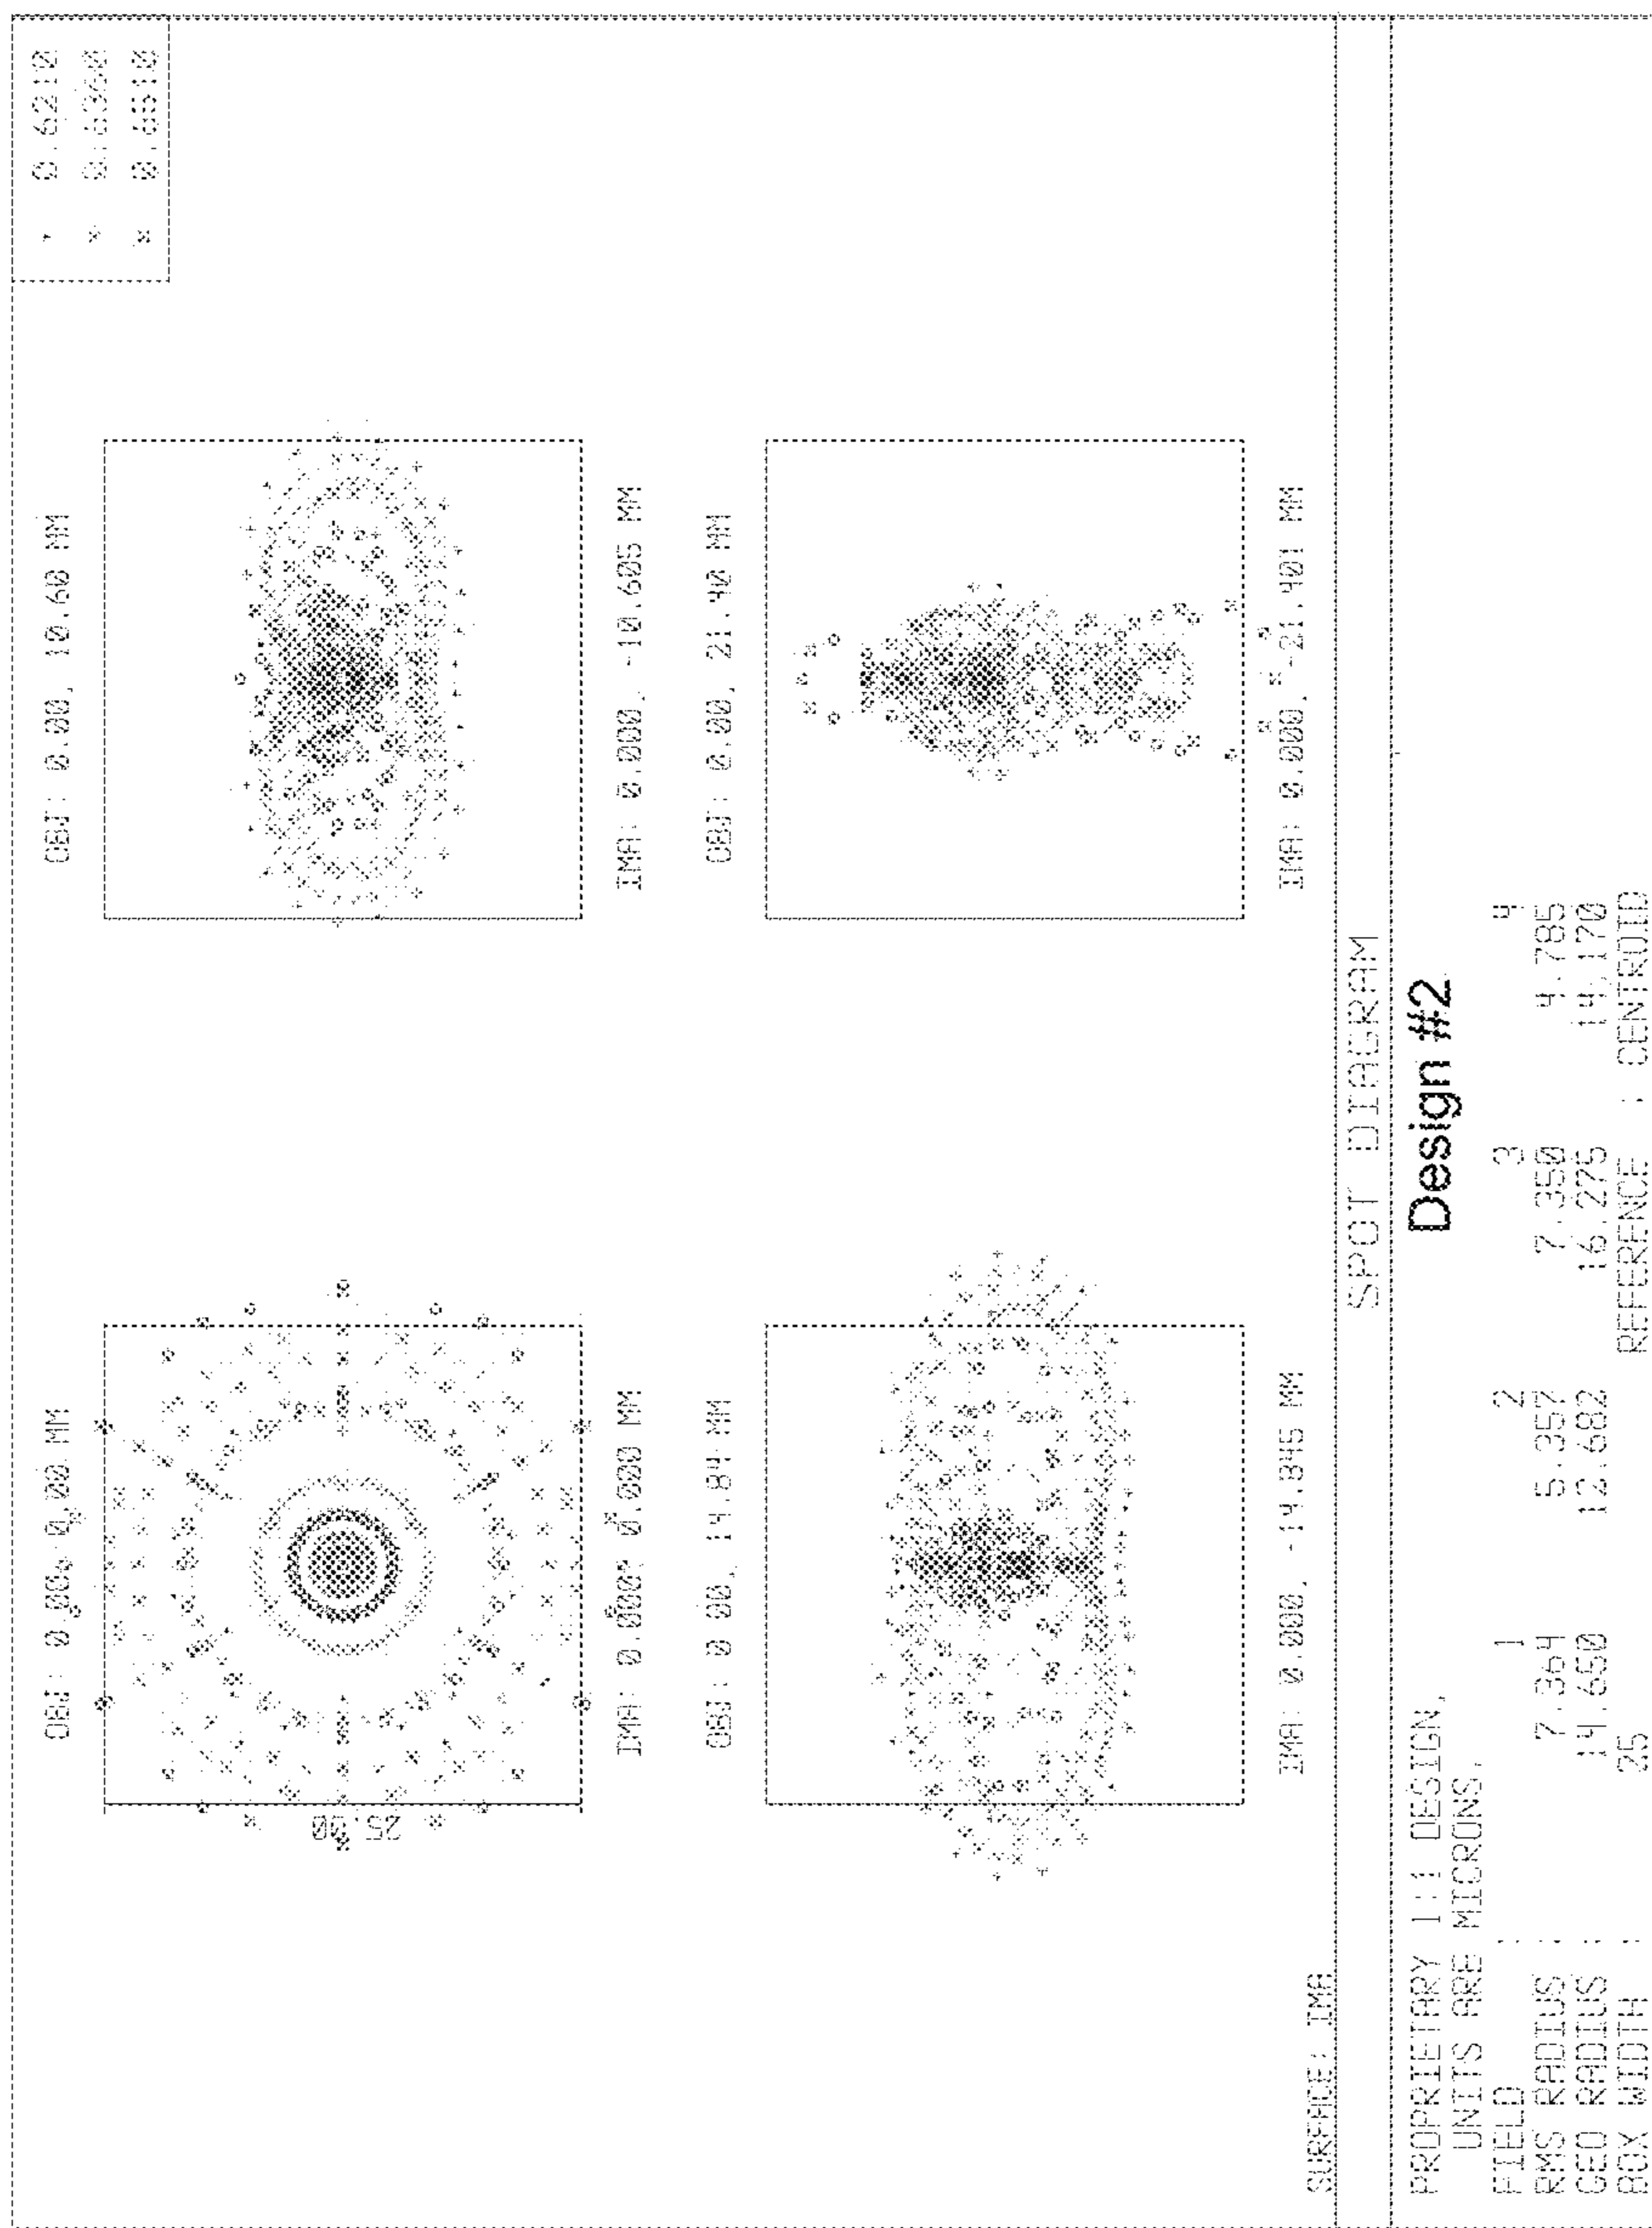 OBJ: 0.00, 0.00 MM
OBJ: 0.00, 10.60 MM
+ 0.6210
× 0.6360
0.6510
25.00
IMA: 0.000, 0.000 MM
IMA: 0.000, -10.605 MM
OBJ: 0.00, 14.84 MM
OBJ: 0.00, 21.40 MM
IMA: 0.000, -14.845 MM
IMA: 0.000, -21.401 MM
SURFACE: IMA
SPOT DIAGRAM
PROPRIETARY 1:1 DESIGN,
Design #2
UNITS ARE MICRONS.
FIELD : 1 2 3 4
RMS RADIUS : 7.364 5.357 7.350 4.785
GEO RADIUS : 14.650 12.682 16.275 14.170
BOX WIDTH : 25 REFERENCE : CENTROID